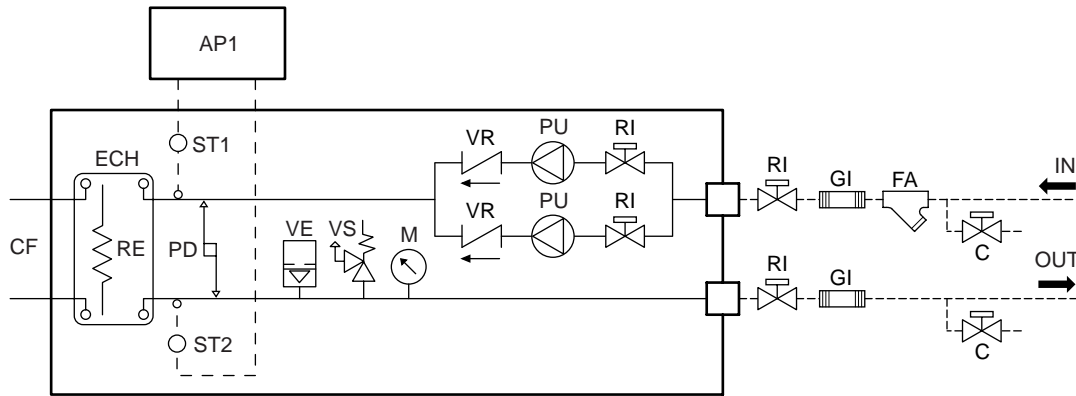 AP1
ST1
ECH
VR
PU
RI
RI
GI
FA
IN
CF
RE
PD
VE
VS
M
VR
PU
RI
C
RI
GI
OUT
ST2
C